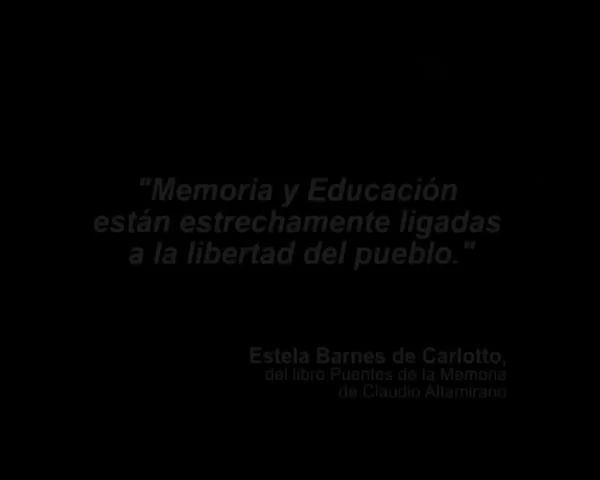 "Memoria y Educación
están estrechamente ligadas
a la libertad del pueblo."
Estela Barnes de Carlotto,
del libro Puentes de la Memoria
de Claudio Altamirano